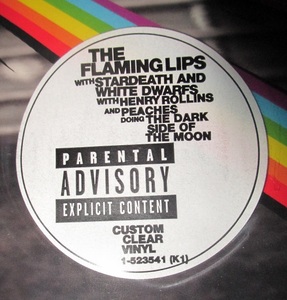 THE
FLAMING LIPS
WITH STARDEATH AND
WHITE DWARFS
WITH HENRY ROLLINS
AND PEACHES
DOING THE DARK
SIDE OF
THE MOON
PARENTAL
ADVISORY
EXPLICIT CONTENT
CUSTOM
CLEAR
VINYL
1-523541 (K1)